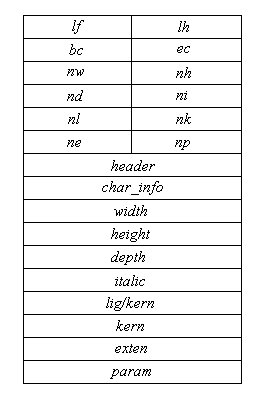 lf lh
bc ec
nw nh
nd ni
nl nk
ne np
header
char_info
width
height
depth
italic
lig/kern
kern
exten
param